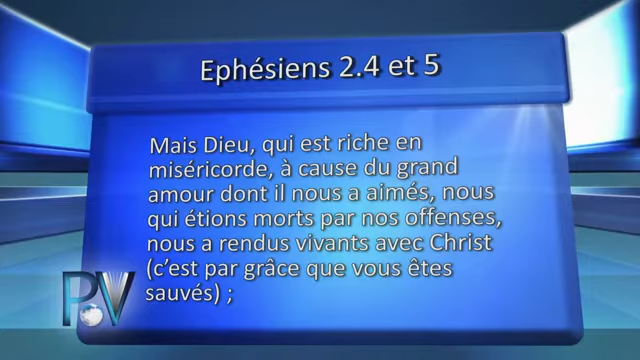 Ephésiens 2.4 et 5
Mais Dieu, qui est riche en
miséricorde, à cause du grand
amour dont il nous a aimés, nous
qui étions morts par nos offenses,
nous a rendus vivants avec Christ
(c'est par grâce que vous êtes
sauvés) ;
PV